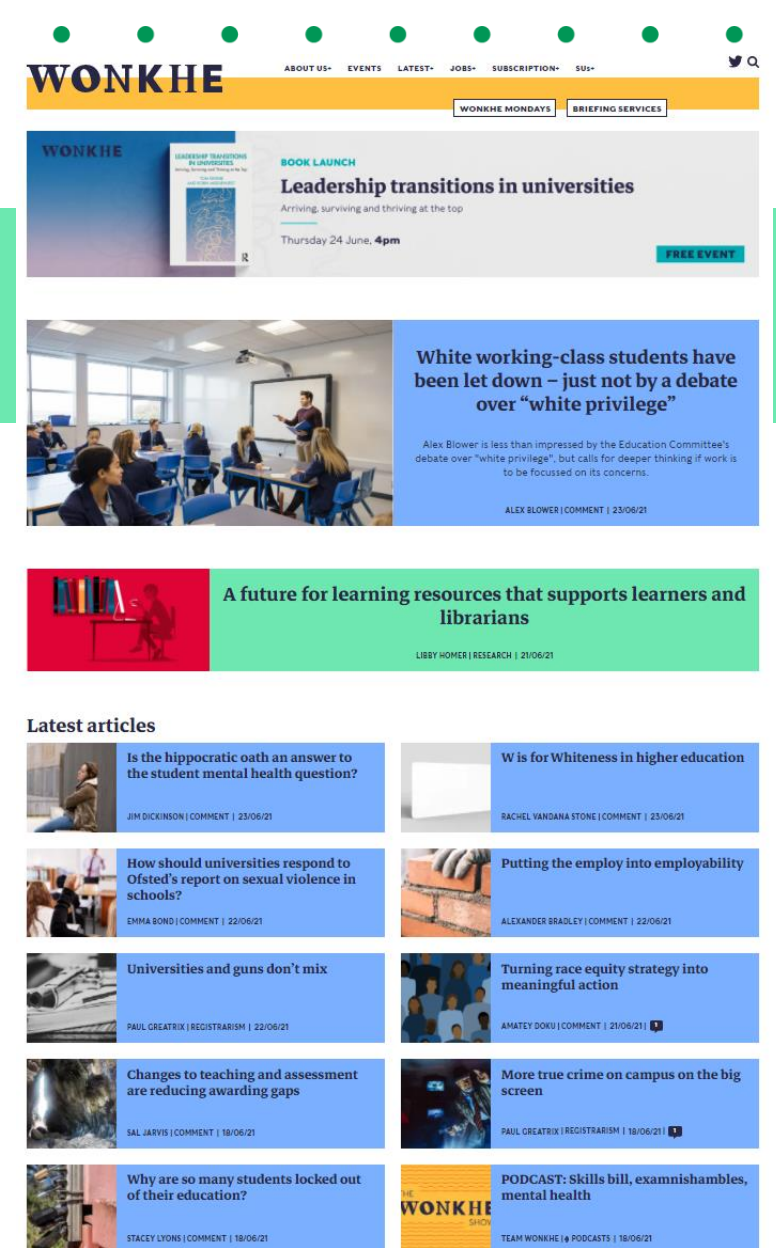 WONKHE
ABOUT US+ EVENTS LATEST+ JOBS+ SUBSCRIPTION+ SUs+
WONKHE MONDAYS BRIEFING SERVICES
WONKHE
LEADERSHIP TRANSITIONS
IN UNIVERSITIES
Arriving, Surviving and Thriving at the Top
R
BOOK LAUNCH
Leadership transitions in universities
Arriving, surviving and thriving at the top
Thursday 24 June, 4pm
FREE EVENT
White working-class students have
been let down – just not by a debate
over “white privilege”
Alex Blower is less than impressed by the Education Committee's
debate over "white privilege", but calls for deeper thinking if work is
to be focussed on its concerns.
ALEX BLOWER | COMMENT | 23/06/21
A future for learning resources that supports learners and
librarians
LIBBY HOMER | RESEARCH | 21/06/21
Latest articles
Is the hippocratic oath an answer to
the student mental health question?
JIM DICKINSON | COMMENT | 23/06/21
W is for Whiteness in higher education
RACHEL VANDANA STONE | COMMENT | 23/06/21
How should universities respond to
Ofsted’s report on sexual violence in
schools?
EMMA BOND | COMMENT | 22/06/21
Putting the employ into employability
ALEXANDER BRADLEY | COMMENT | 22/06/21
Universities and guns don’t mix
PAUL GREATRIX | REGISTRARISM | 22/06/21
Turning race equity strategy into
meaningful action
AMATEY DOKU | COMMENT | 21/06/21 | 1
Changes to teaching and assessment
are reducing awarding gaps
SAL JARVIS | COMMENT | 18/06/21
More true crime on campus on the big
screen
PAUL GREATRIX | REGISTRARISM | 18/06/21 | 1
Why are so many students locked out
of their education?
STACEY LYONS | COMMENT | 18/06/21
THE
WONKHE
SHOW
PODCAST: Skills bill, examnishambles,
mental health
TEAM WONKHE | PODCASTS | 18/06/21